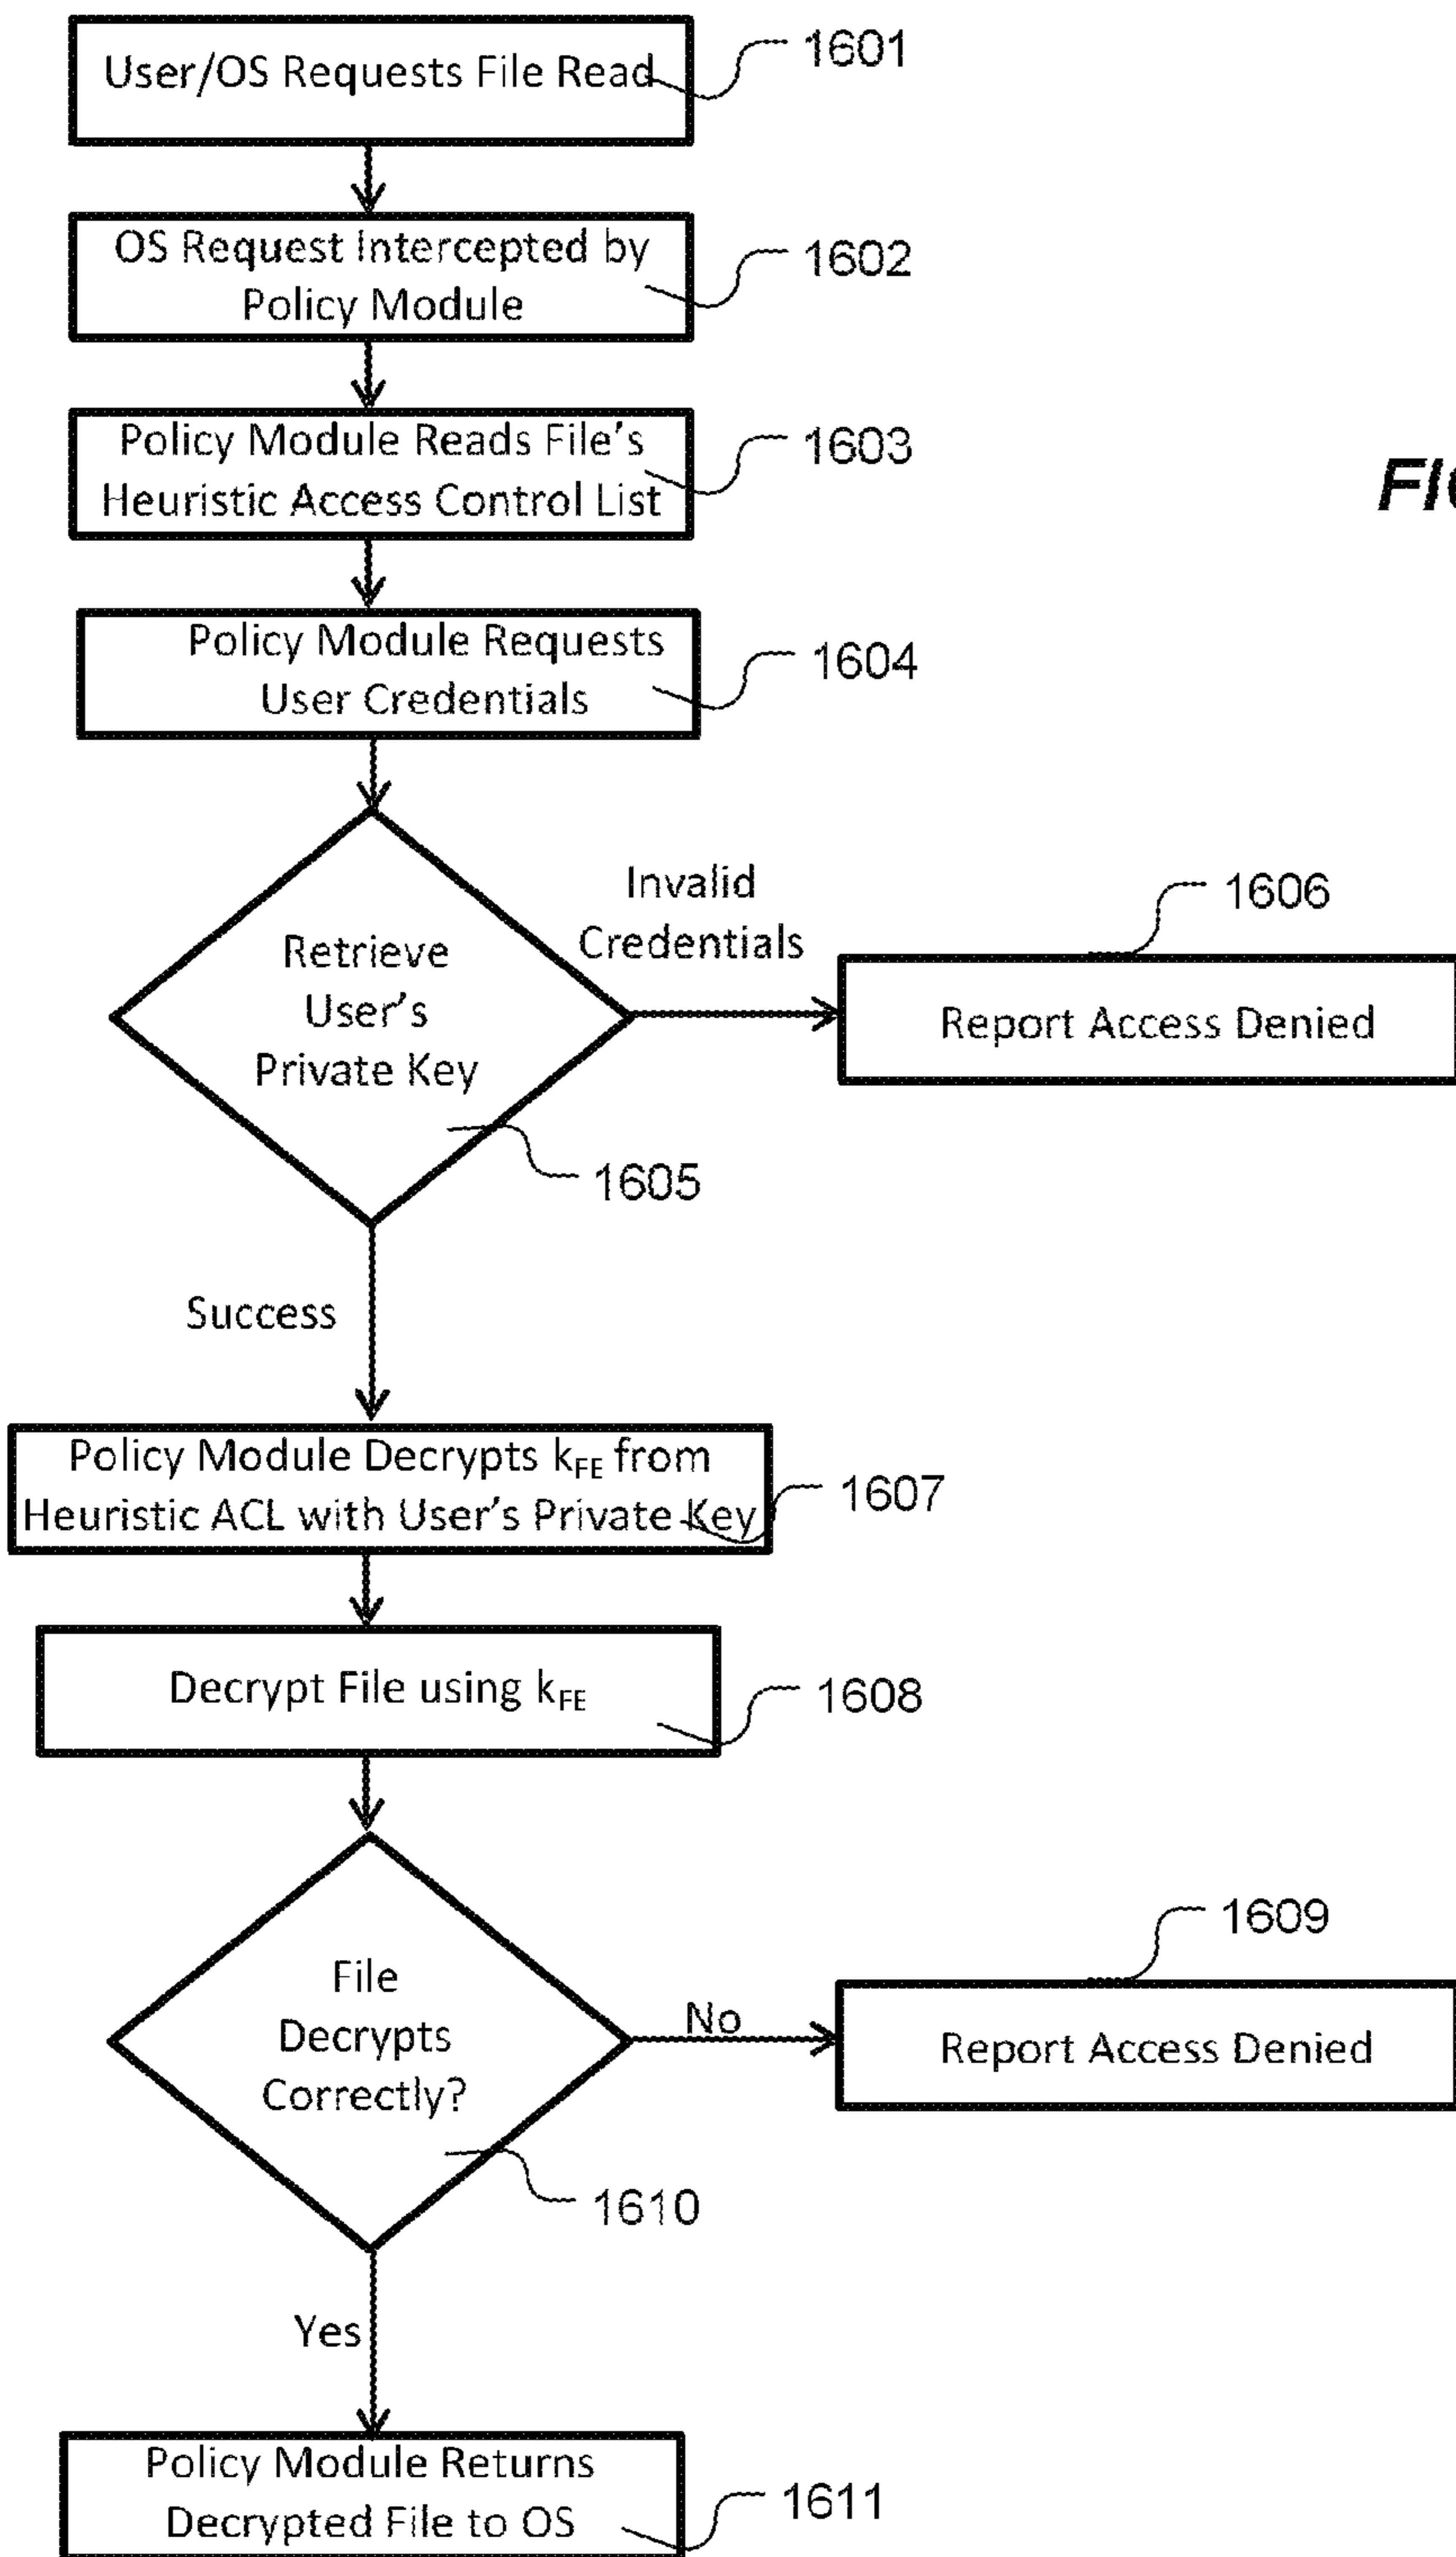 User/OS Requests File Read
1601
OS Request Intercepted by
Policy Module
1602
Policy Module Reads File's
Heuristic Access Control List
1603
Policy Module Requests
User Credentials
1604
Retrieve
User's
Private Key
1605
Invalid
Credentials
Report Access Denied
1606
Success
Policy Module Decrypts kFE from
Heuristic ACL with User's Private Key
1607
Decrypt File using kFE
1608
File
Decrypts
Correctly?
1610
No
Report Access Denied
1609
Yes
Policy Module Returns
Decrypted File to OS
1611